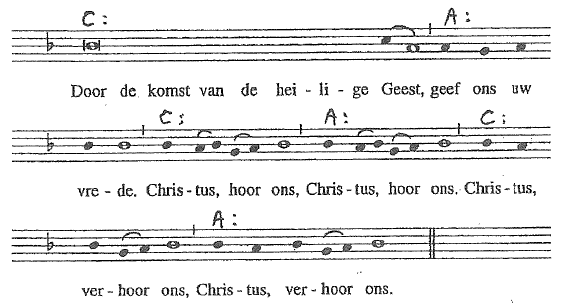 C: A:
Door de komst van de hei - li - ge Geest, geef ons uw
C: A: C:
vre - de. Chris - tus, hoor ons, Chris - tus, hoor ons. Chris - tus,
A:
ver - hoor ons, Chris - tus, ver - hoor ons.